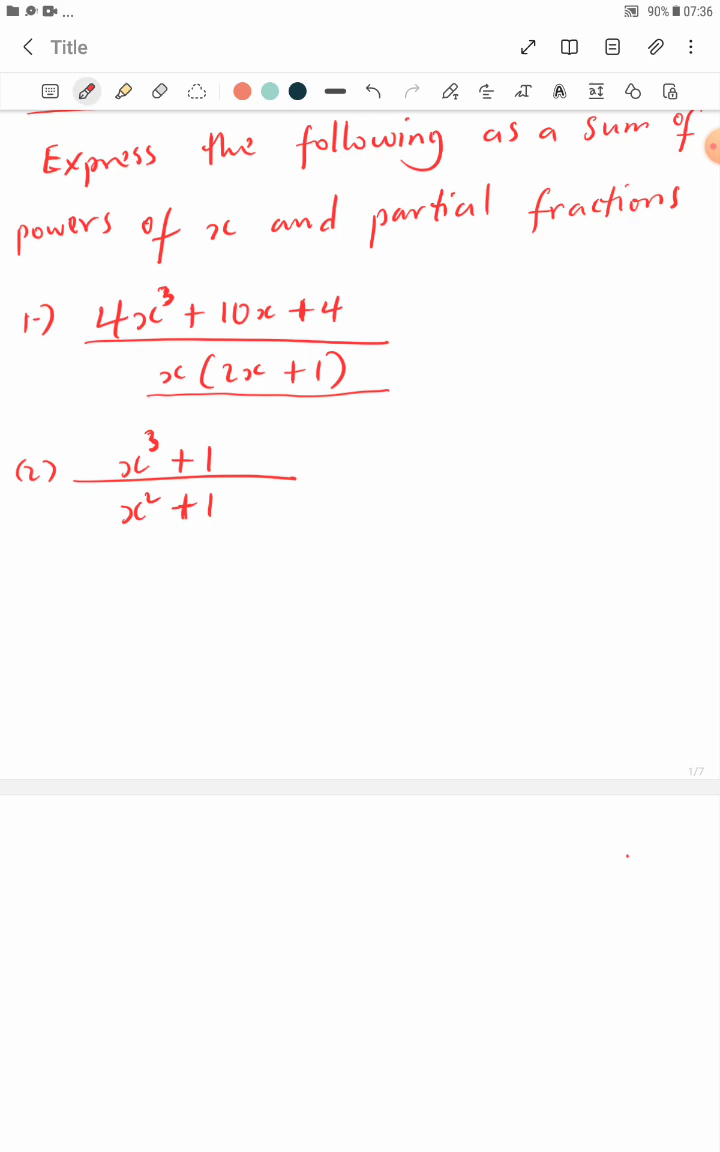 90% 07:36
Title
Express the following as a sum of
powers of x and partial fractions
1-) 4x³ + 10x + 4
x(2x + 1)
(2) x³ + 1
x² + 1
1/7